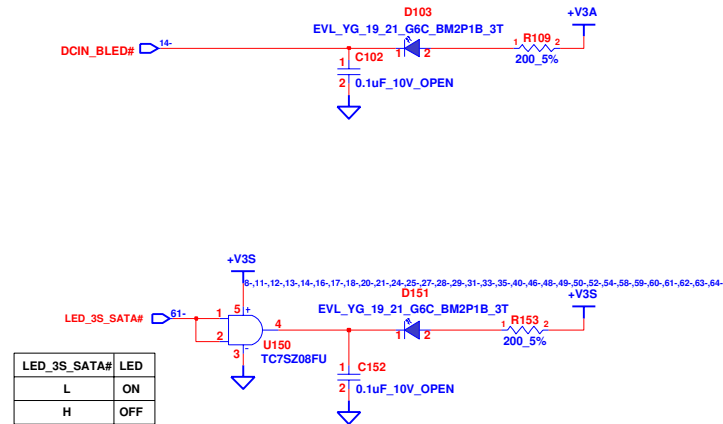 D103
+V3A
EVL_YG_19_21_G6C_BM2P1B_3T
DCIN_BLED# 14-
1 2
R109
1 2
200_5%
C102
1
2
0.1uF_10V_OPEN
+V3S
8-,11-,12-,13-,14-,16-,17-,18-,20-,21-,24-,25-,27-,28-,29-,31-,33-,35-,40-,46-,48-,49-,50-,52-,54-,58-,59-,60-,61-,62-,63-,64-
D151
+V3S
EVL_YG_19_21_G6C_BM2P1B_3T
LED_3S_SATA# 61-
1
2
5 +
4
3 -
U150
TC7SZ08FU
1 2
R153
1 2
200_5%
C152
1
2
0.1uF_10V_OPEN
LED_3S_SATA# LED
L ON
H OFF